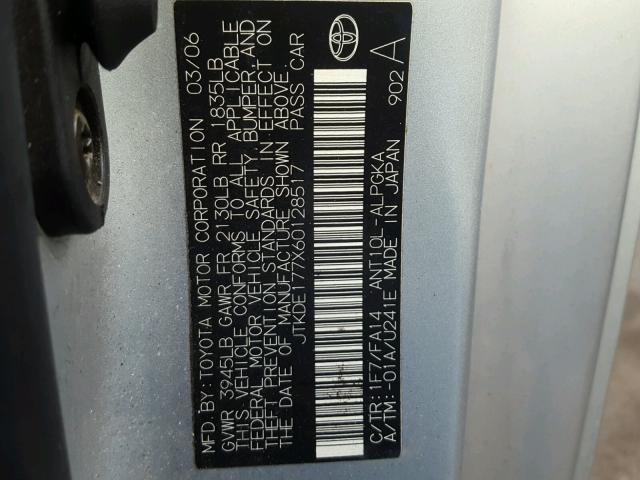 MFD. BY: TOYOTA MOTOR CORPORATION 03/06
GVWR 3945LB GAWR FR 2130LB RR 1835LB
THIS VEHICLE CONFORMS TO ALL APPLICABLE
FEDERAL MOTOR VEHICLE SAFETY, BUMPER, AND
THEFT PREVENTION STANDARDS IN EFFECT ON
THE DATE OF MANUFACTURE SHOWN ABOVE.
JTKDE177X60128517 PASS CAR
C/TR: 1F7/FA14 ANT10L-ALPGKA
A/TM: -01A/U241E MADE IN JAPAN 902 A